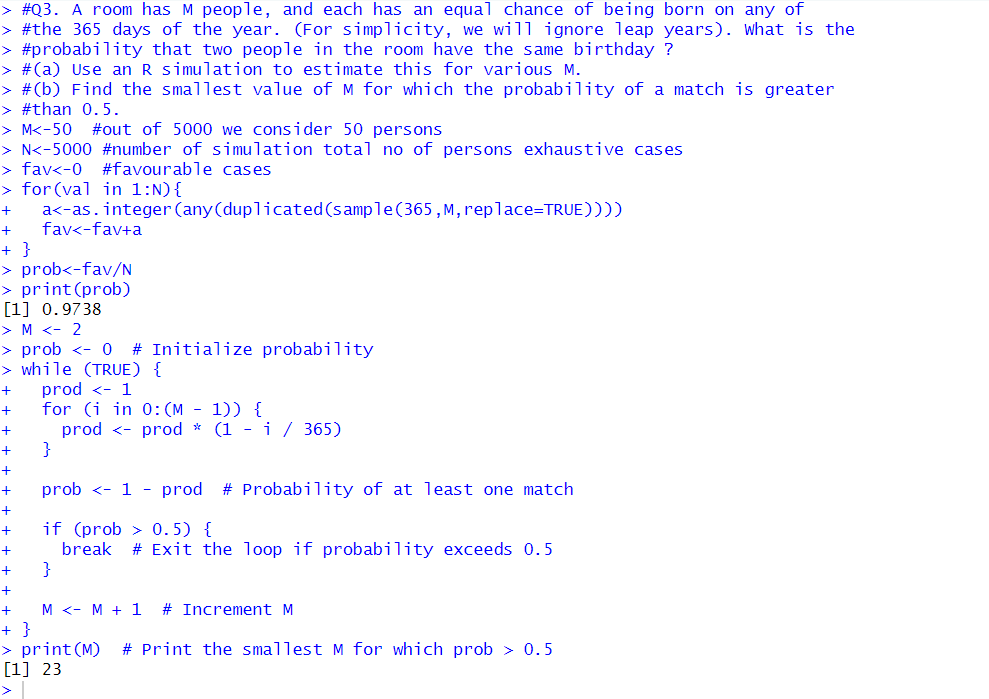 > #Q3. A room has M people, and each has an equal chance of being born on any of
> #the 365 days of the year. (For simplicity, we will ignore leap years). What is the
> #probability that two people in the room have the same birthday ?
> #(a) Use an R simulation to estimate this for various M.
> #(b) Find the smallest value of M for which the probability of a match is greater
> #than 0.5.
> M<-50  #out of 5000 we consider 50 persons
> N<-5000 #number of simulation total no of persons exhaustive cases
> fav<-0  #favourable cases
> for(val in 1:N){
+   a<-as.integer(any(duplicated(sample(365,M,replace=TRUE))))
+   fav<-fav+a
+ }
> prob<-fav/N
> print(prob)
[1] 0.9738
> M <- 2
> prob <- 0  # Initialize probability
> while (TRUE) {
+   prod <- 1
+   for (i in 0:(M - 1)) {
+     prod <- prod * (1 - i / 365)
+   }
+
+   prob <- 1 - prod  # Probability of at least one match
+
+   if (prob > 0.5) {
+     break  # Exit the loop if probability exceeds 0.5
+   }
+
+   M <- M + 1  # Increment M
+ }
> print(M)  # Print the smallest M for which prob > 0.5
[1] 23
>